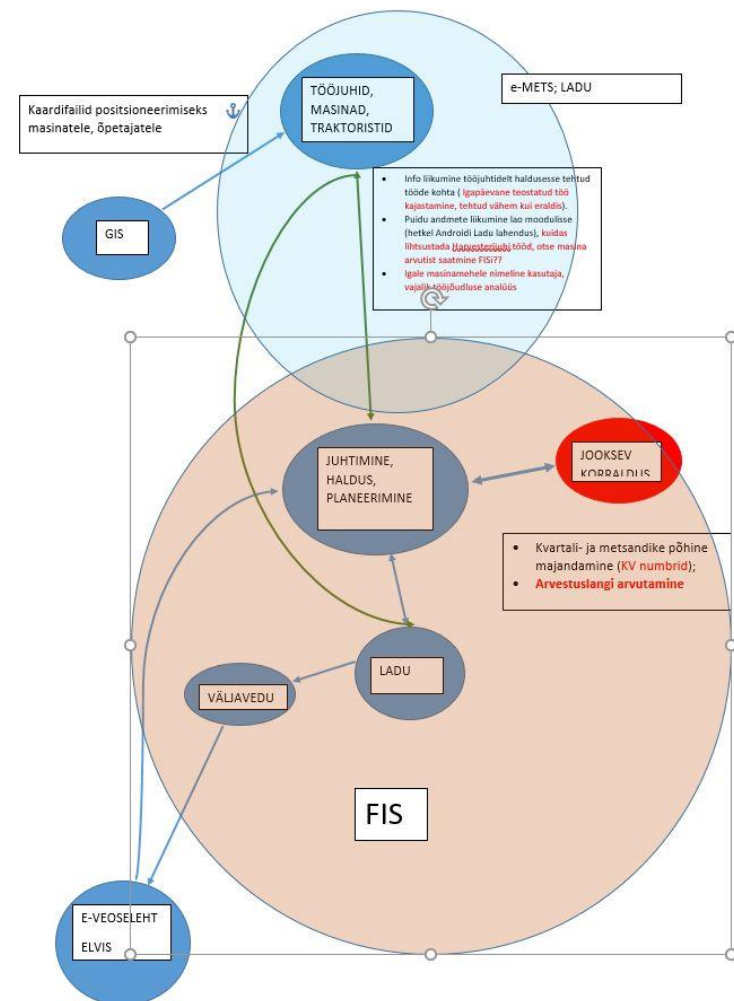 TÖÖJUHID,
MASINAD,
TRAKTORISTID
e-METS; LADU
Kaardifailid positsioneerimiseks
masinatele, õpetajatele
GIS
• Info liikumine tööjuhtidelt haldusesse tehtud
tööde kohta ( Igapäevane teostatud töö
kajastamine, tehtud vähem kui eraldis).
• Puidu andmete liikumine lao moodulisse
(hetkel Androidi Ladu lahendus), kuidas
lihtsustada Harvesterijuhi tööd, otse masina
arvutist saatmine FISi??
• Igale masinamehele nimeline kasutaja,
vajalik tööjõudluse analüüs
JUHTIMINE,
HALDUS,
PLANEERIMINE
JOOKSEV
KORRALDUS
• Kvartali- ja metsandike põhine
majandamine (KV numbrid);
• Arvestuslangi arvutamine
LADU
VÄLJAVEDU
FIS
E-VEOSELEHT
ELVIS